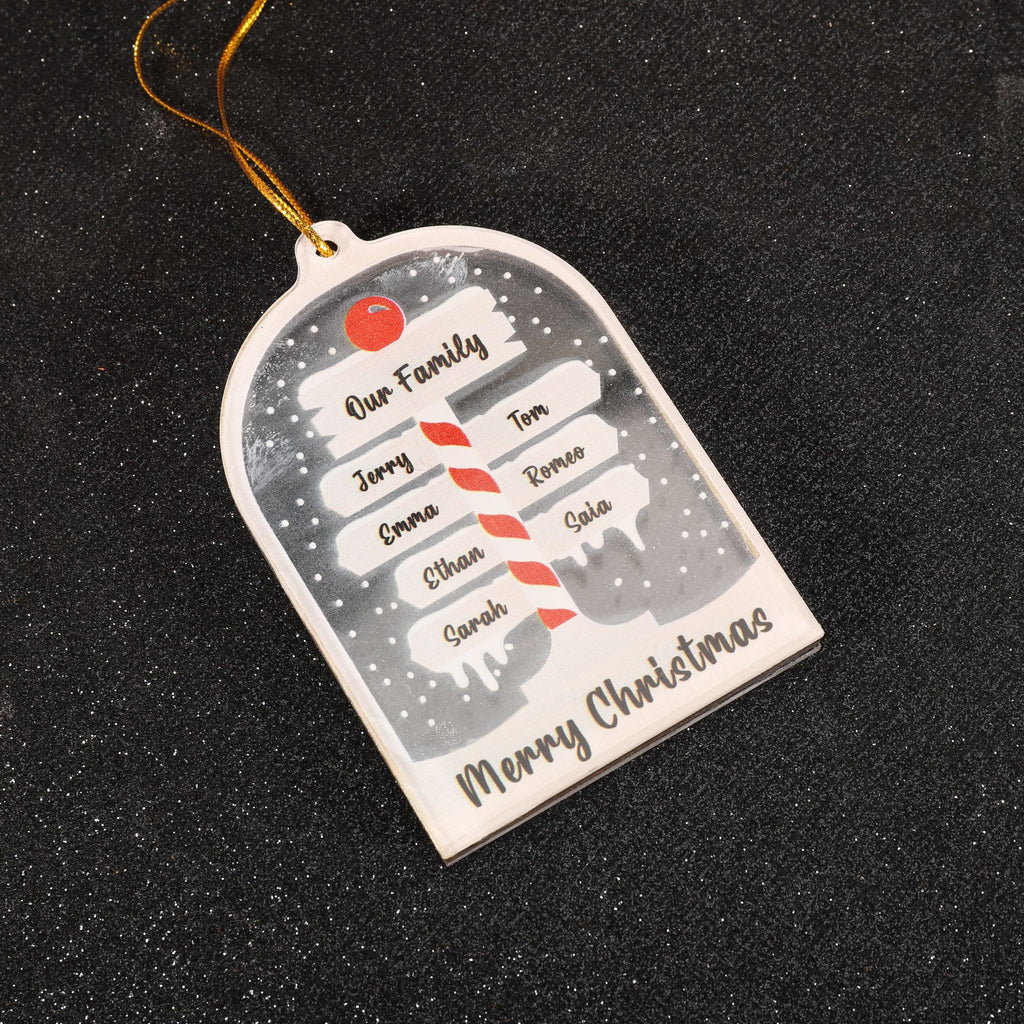 Our Family
Tom
Jerry
Romeo
Emma
Saia
Ethan
Sarah
Merry Christmas